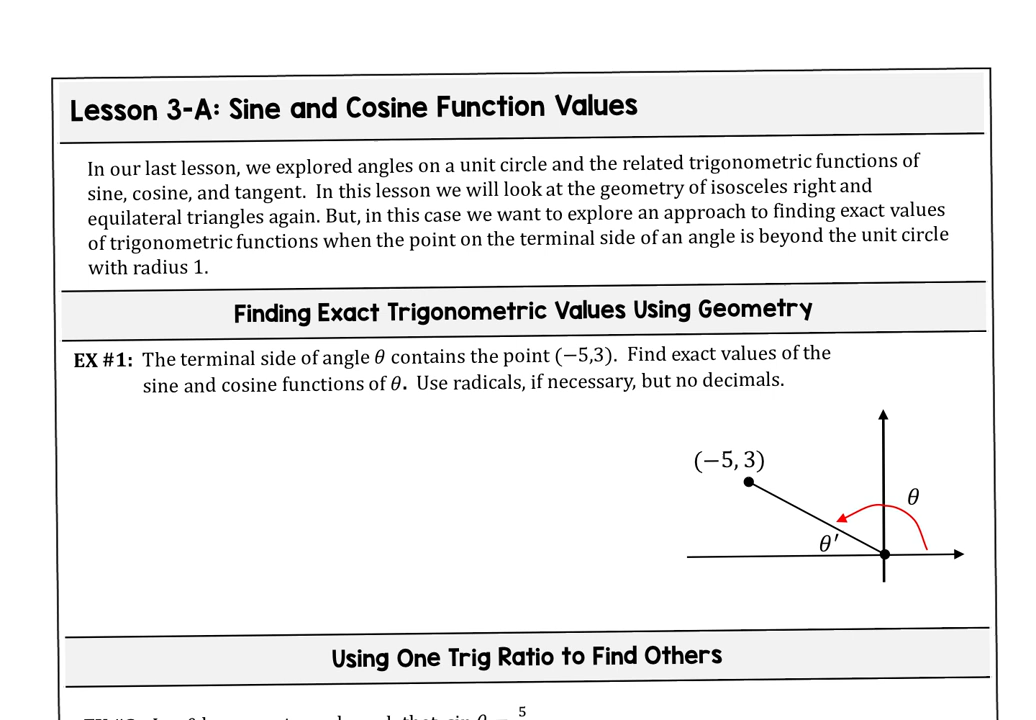 Lesson 3-A: Sine and Cosine Function Values
In our last lesson, we explored angles on a unit circle and the related trigonometric functions of
sine, cosine, and tangent. In this lesson we will look at the geometry of isosceles right and
equilateral triangles again. But, in this case we want to explore an approach to finding exact values
of trigonometric functions when the point on the terminal side of an angle is beyond the unit circle
with radius 1.
Finding Exact Trigonometric Values Using Geometry
EX #1: The terminal side of angle θ contains the point (−5,3). Find exact values of the
sine and cosine functions of θ. Use radicals, if necessary, but no decimals.
(−5, 3)
θ
θ′
Using One Trig Ratio to Find Others
5